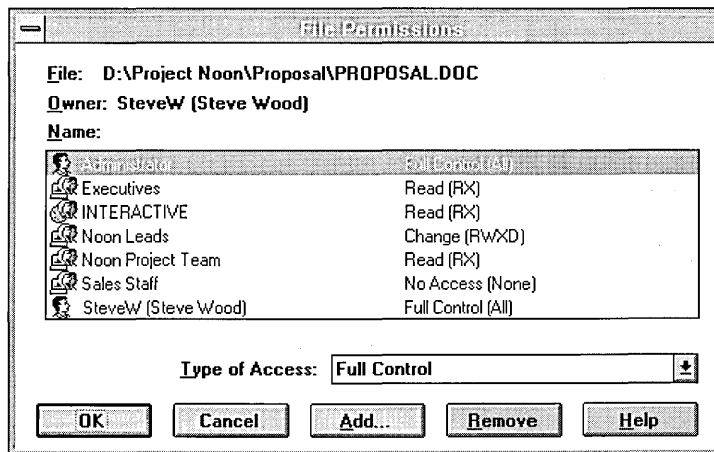 File Permissions
File: D:\Project Noon\Proposal\PROPOSAL.DOC
Owner: SteveW (Steve Wood)
Name:
Administrator Full Control (All)
Executives Read (RX)
INTERACTIVE Read (RX)
Noon Leads Change (RWXD)
Noon Project Team Read (RX)
Sales Staff No Access (None)
SteveW (Steve Wood) Full Control (All)
Type of Access: Full Control
OK Cancel Add... Remove Help